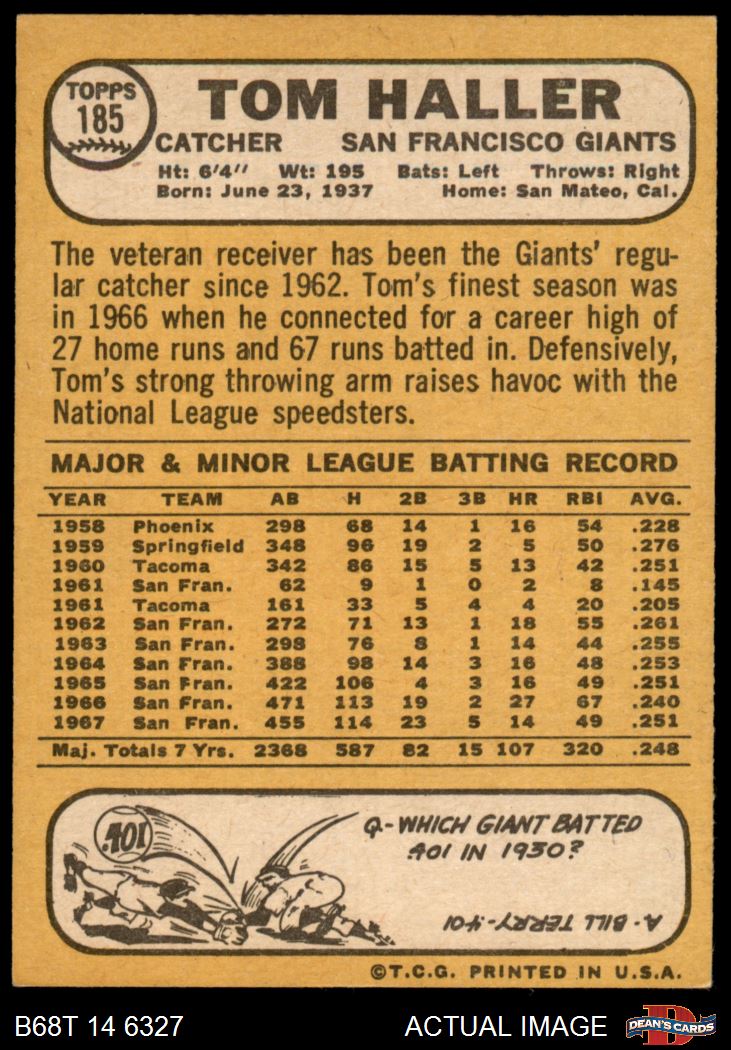 TOPPS
185
TOM HALLER
CATCHER SAN FRANCISCO GIANTS
Ht: 6'4" Wt: 195 Bats: Left Throws: Right
Born: June 23, 1937 Home: San Mateo, Cal.
The veteran receiver has been the Giants' regu-
lar catcher since 1962. Tom's finest season was
in 1966 when he connected for a career high of
27 home runs and 67 runs batted in. Defensively,
Tom's strong throwing arm raises havoc with the
National League speedsters.
MAJOR & MINOR LEAGUE BATTING RECORD
YEAR TEAM AB H 2B 3B HR RBI AVG.
1958 Phoenix 298 68 14 1 16 54 .228
1959 Springfield 348 96 19 2 5 50 .276
1960 Tacoma 342 86 15 5 13 42 .251
1961 San Fran. 62 9 1 0 2 8 .145
1961 Tacoma 161 33 5 4 4 20 .205
1962 San Fran. 272 71 13 1 18 55 .261
1963 San Fran. 298 76 8 1 14 44 .255
1964 San Fran. 388 98 14 3 16 48 .253
1965 San Fran. 422 106 4 3 16 49 .251
1966 San Fran. 471 113 19 2 27 67 .240
1967 San Fran. 455 114 23 5 14 49 .251
Maj. Totals 7 Yrs. 2368 587 82 15 107 320 .248
.401
Q-WHICH GIANT BATTED
.401 IN 1930?
A-BILL TERRY-.401
©T.C.G. PRINTED IN U.S.A.
B68T 14 6327 ACTUAL IMAGE
D
DEAN'S CARDS